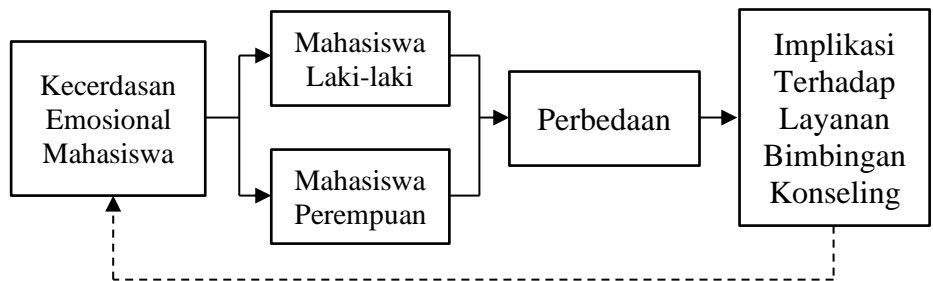 Kecerdasan
Emosional
Mahasiswa
Mahasiswa
Laki-laki
Mahasiswa
Perempuan
Perbedaan
Implikasi
Terhadap
Layanan
Bimbingan
Konseling